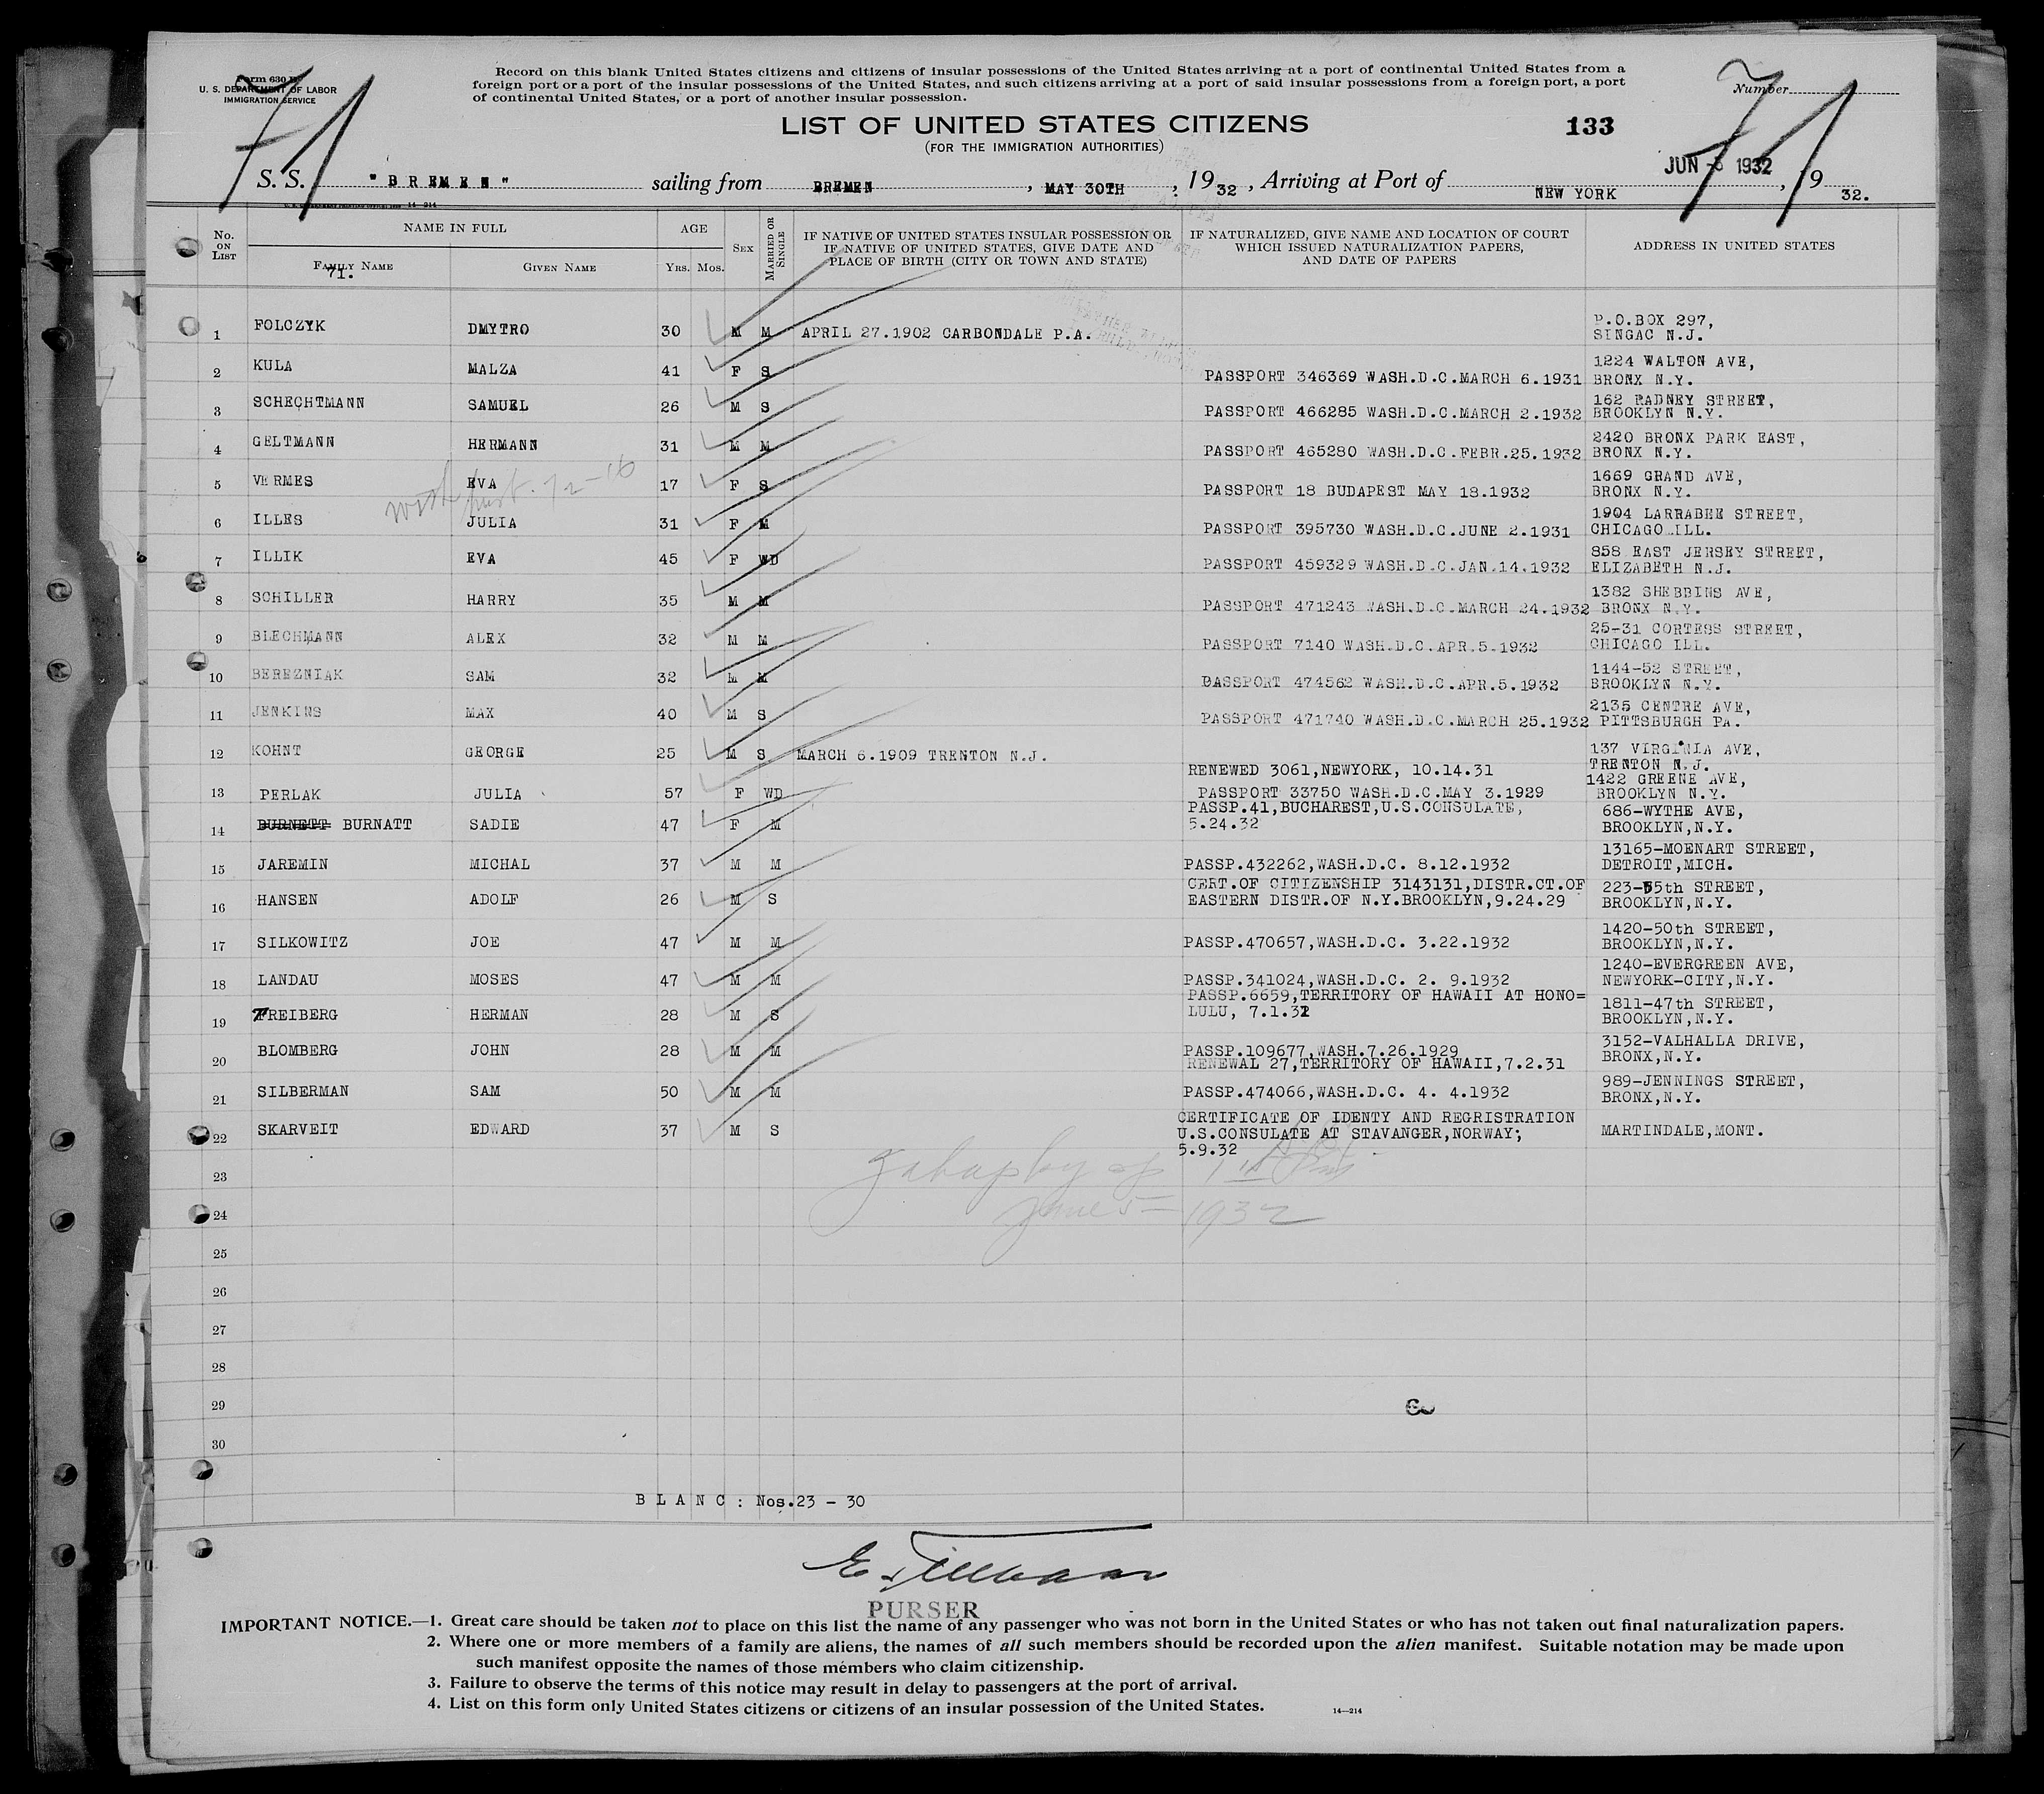 Form 630 B
U. S. DEPARTMENT OF LABOR
IMMIGRATION SERVICE
Record on this blank United States citizens and citizens of insular possessions of the United States arriving at a port of continental United States from a
foreign port or a port of the insular possessions of the United States, and such citizens arriving at a port of said insular possessions from a foreign port, a port
of continental United States, or a port of another insular possession.
Number
71
71
LIST OF UNITED STATES CITIZENS 133
(FOR THE IMMIGRATION AUTHORITIES)
JUN 1932
S. S. "BREMEN" sailing from BREMEN, MAY 30TH, 1932, Arriving at Port of NEW YORK, 1932.
14—214
No. ON LIST NAME IN FULL AGE SEX MARRIED OR SINGLE IF NATIVE OF UNITED STATES INSULAR POSSESSION OR IF NATIVE OF UNITED STATES, GIVE DATE AND PLACE OF BIRTH (CITY OR TOWN AND STATE) IF NATURALIZED, GIVE NAME AND LOCATION OF COURT WHICH ISSUED NATURALIZATION PAPERS, AND DATE OF PAPERS ADDRESS IN UNITED STATES
FAMILY NAME GIVEN NAME YRS. MOS.
71.
1 FOLCZYK DMYTRO 30 M M APRIL 27.1902 CARBONDALE P.A. P.O.BOX 297,
SINGAC N.J.
2 KULA MALZA 41 F S PASSPORT 346369 WASH.D.C.MARCH 6.1931 1224 WALTON AVE,
BRONX N.Y.
3 SCHECHTMANN SAMUEL 26 M S PASSPORT 466285 WASH.D.C.MARCH 2.1932 162 RADNEY STREET,
BROOKLYN N.Y.
4 GELTMANN HERMANN 31 M M PASSPORT 465280 WASH.D.C.FEBR.25.1932 2420 BRONX PARK EAST,
BRONX N.Y.
5 VERMES EVA 17 F S PASSPORT 18 BUDAPEST MAY 18.1932 1669 GRAND AVE,
BRONX N.Y.
6 ILLES JULIA 31 F M PASSPORT 395730 WASH.D.C.JUNE 2.1931 1904 LARRABEE STREET,
CHICAGO ILL.
7 ILLIK EVA 45 F WD PASSPORT 459329 WASH.D.C.JAN.14.1932 858 EAST JERSEY STREET,
ELIZABETH N.J.
8 SCHILLER HARRY 35 M M PASSPORT 471243 WASH.D.C.MARCH 24.1932 1382 SHEBBINS AVE,
BRONX N.Y.
9 BLECHMANN ALEX 32 M M PASSPORT 7140 WASH.D.C.APR.5.1932 25-31 CORTESS STREET,
CHICAGO ILL.
10 BEREZNIAK SAM 32 M M PASSPORT 474562 WASH.D.C.APR.5.1932 1144-52 STREET,
BROOKLYN N.Y.
11 JENKINS MAX 40 M S PASSPORT 471740 WASH.D.C.MARCH 25.1932 2135 CENTRE AVE,
PITTSBURGH PA.
12 KOHNT GEORGE 25 M S MARCH 6.1909 TRENTON N.J. 137 VIRGINIA AVE,
TRENTON N.J.
RENEWED 3061,NEWYORK, 10.14.31
13 PERLAK JULIA 57 F WD PASSPORT 33750 WASH.D.C.MAY 3.1929 1422 GREENE AVE,
BROOKLYN N.Y.
14 BURNETT BURNATT SADIE 47 F M PASSP.41,BUCHAREST,U.S.CONSULATE,
5.24.32 686-WYTHE AVE,
BROOKLYN,N.Y.
15 JAREMIN MICHAL 37 M M PASSP.432262,WASH.D.C. 8.12.1932 13165-MOENART STREET,
DETROIT,MICH.
16 HANSEN ADOLF 26 M S CERT.OF CITIZENSHIP 3143131,DISTR.CT.OF
EASTERN DISTR.OF N.Y.BROOKLYN,9.24.29 223-55th STREET,
BROOKLYN,N.Y.
17 SILKOWITZ JOE 47 M M PASSP.470657,WASH.D.C. 3.22.1932 1420-50th STREET,
BROOKLYN,N.Y.
18 LANDAU MOSES 47 M M PASSP.341024,WASH.D.C. 2. 9.1932 1240-EVERGREEN AVE,
NEWYORK-CITY,N.Y.
19 FREIBERG HERMAN 28 M S PASSP.6659,TERRITORY OF HAWAII AT HONO=
LULU, 7.1.31 1811-47th STREET,
BROOKLYN,N.Y.
20 BLOMBERG JOHN 28 M M PASSP.109677,WASH.7.26.1929
RENEWAL 27,TERRITORY OF HAWAII,7.2.31 3152-VALHALLA DRIVE,
BRONX,N.Y.
21 SILBERMAN SAM 50 M M PASSP.474066,WASH.D.C. 4. 4.1932 989-JENNINGS STREET,
BRONX,N.Y.
22 SKARVEIT EDWARD 37 M S CERTIFICATE OF IDENTY AND REGRISTRATION
U.S.CONSULATE AT STAVANGER,NORWAY;
5.9.32 MARTINDALE,MONT.
23
June 5 1932
24
25
26
27
28
29
30
BLANC: Nos.23 - 30
PURSER
IMPORTANT NOTICE.—1. Great care should be taken not to place on this list the name of any passenger who was not born in the United States or who has not taken out final naturalization papers.
2. Where one or more members of a family are aliens, the names of all such members should be recorded upon the alien manifest. Suitable notation may be made upon
such manifest opposite the names of those members who claim citizenship.
3. Failure to observe the terms of this notice may result in delay to passengers at the port of arrival.
4. List on this form only United States citizens or citizens of an insular possession of the United States.
14—214